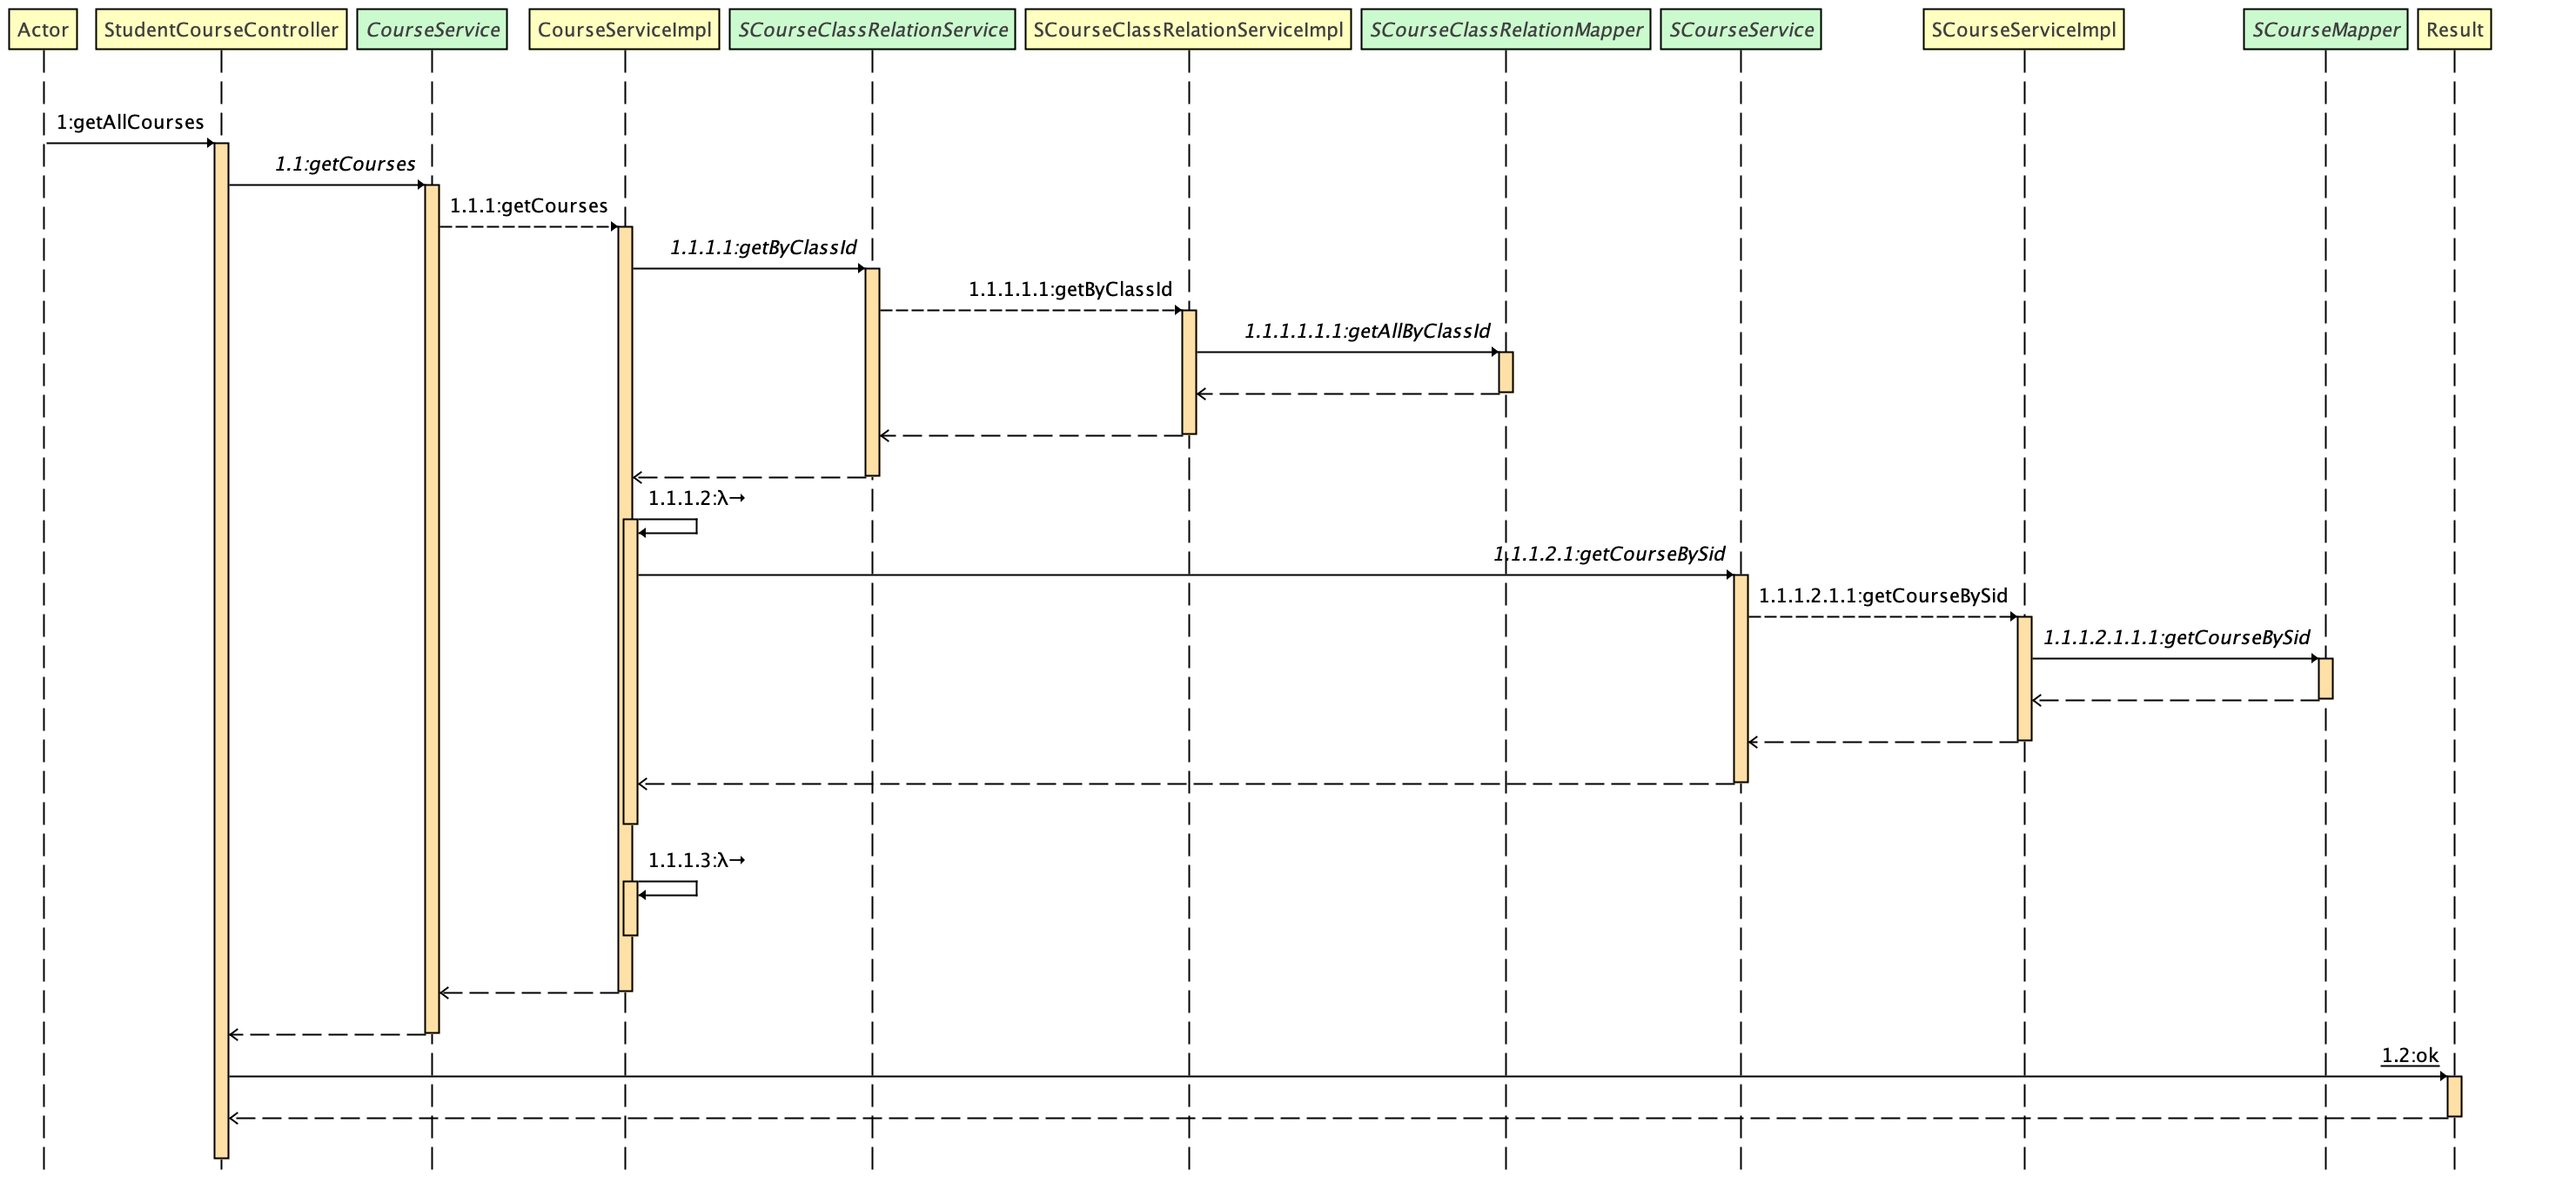 Actor
StudentCourseController
CourseService
CourseServiceImpl
SCourseClassRelationService
SCourseClassRelationServiceImpl
SCourseClassRelationMapper
SCourseService
SCourseServiceImpl
SCourseMapper
Result
1:getAllCourses
1.1:getCourses
1.1.1:getCourses
1.1.1.1:getByClassId
1.1.1.1.1:getByClassId
1.1.1.1.1.1:getAllByClassId
1.1.1.2:λ→
1.1.1.2.1:getCourseBySid
1.1.1.2.1.1:getCourseBySid
1.1.1.2.1.1.1:getCourseBySid
1.1.1.3:λ→
1.2:ok